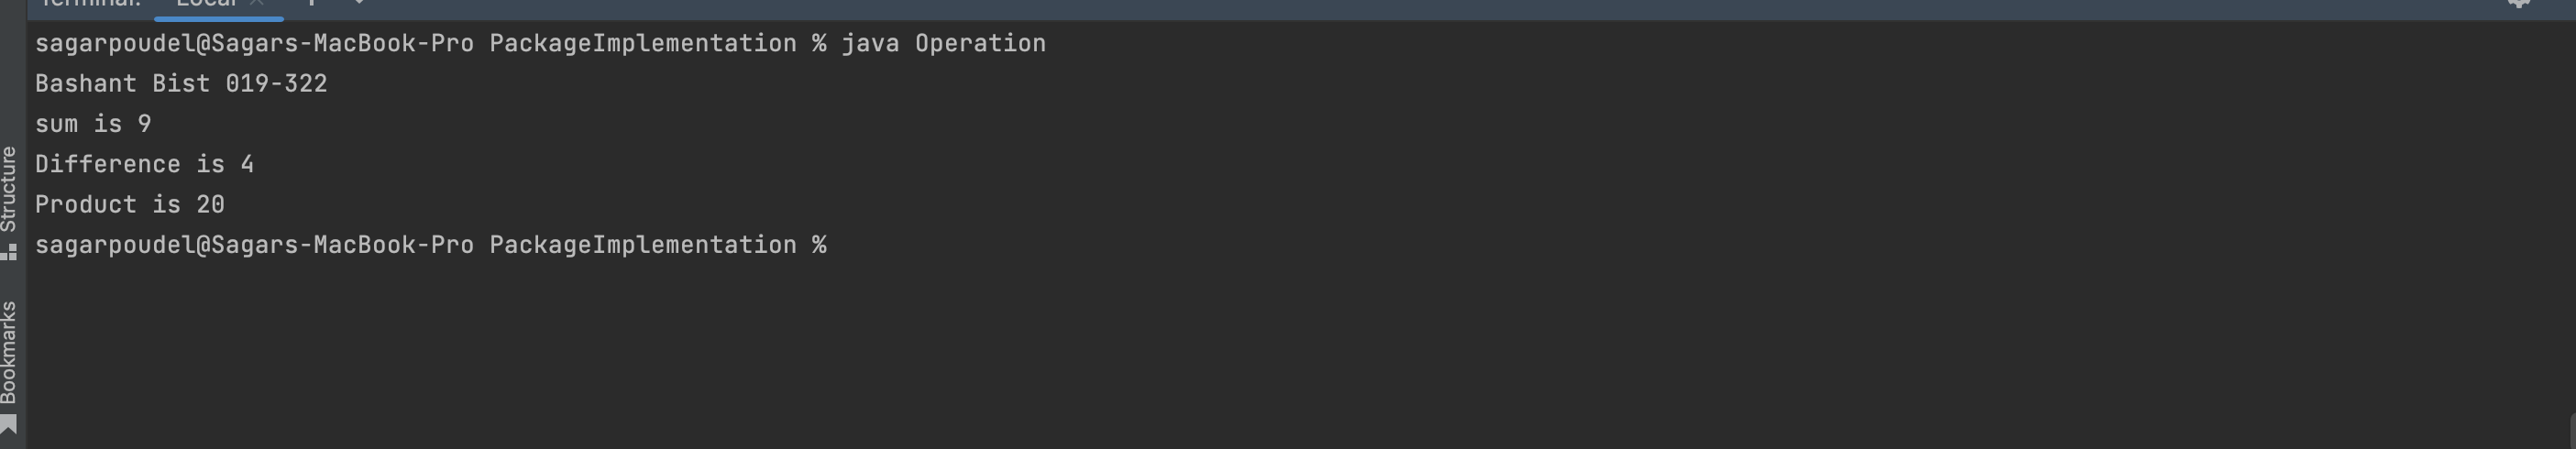 Terminal: Local
sagarpoudel@Sagars-MacBook-Pro PackageImplementation % java Operation
Bashant Bist 019-322
sum is 9
Difference is 4
Product is 20
sagarpoudel@Sagars-MacBook-Pro PackageImplementation %
Structure
Bookmarks